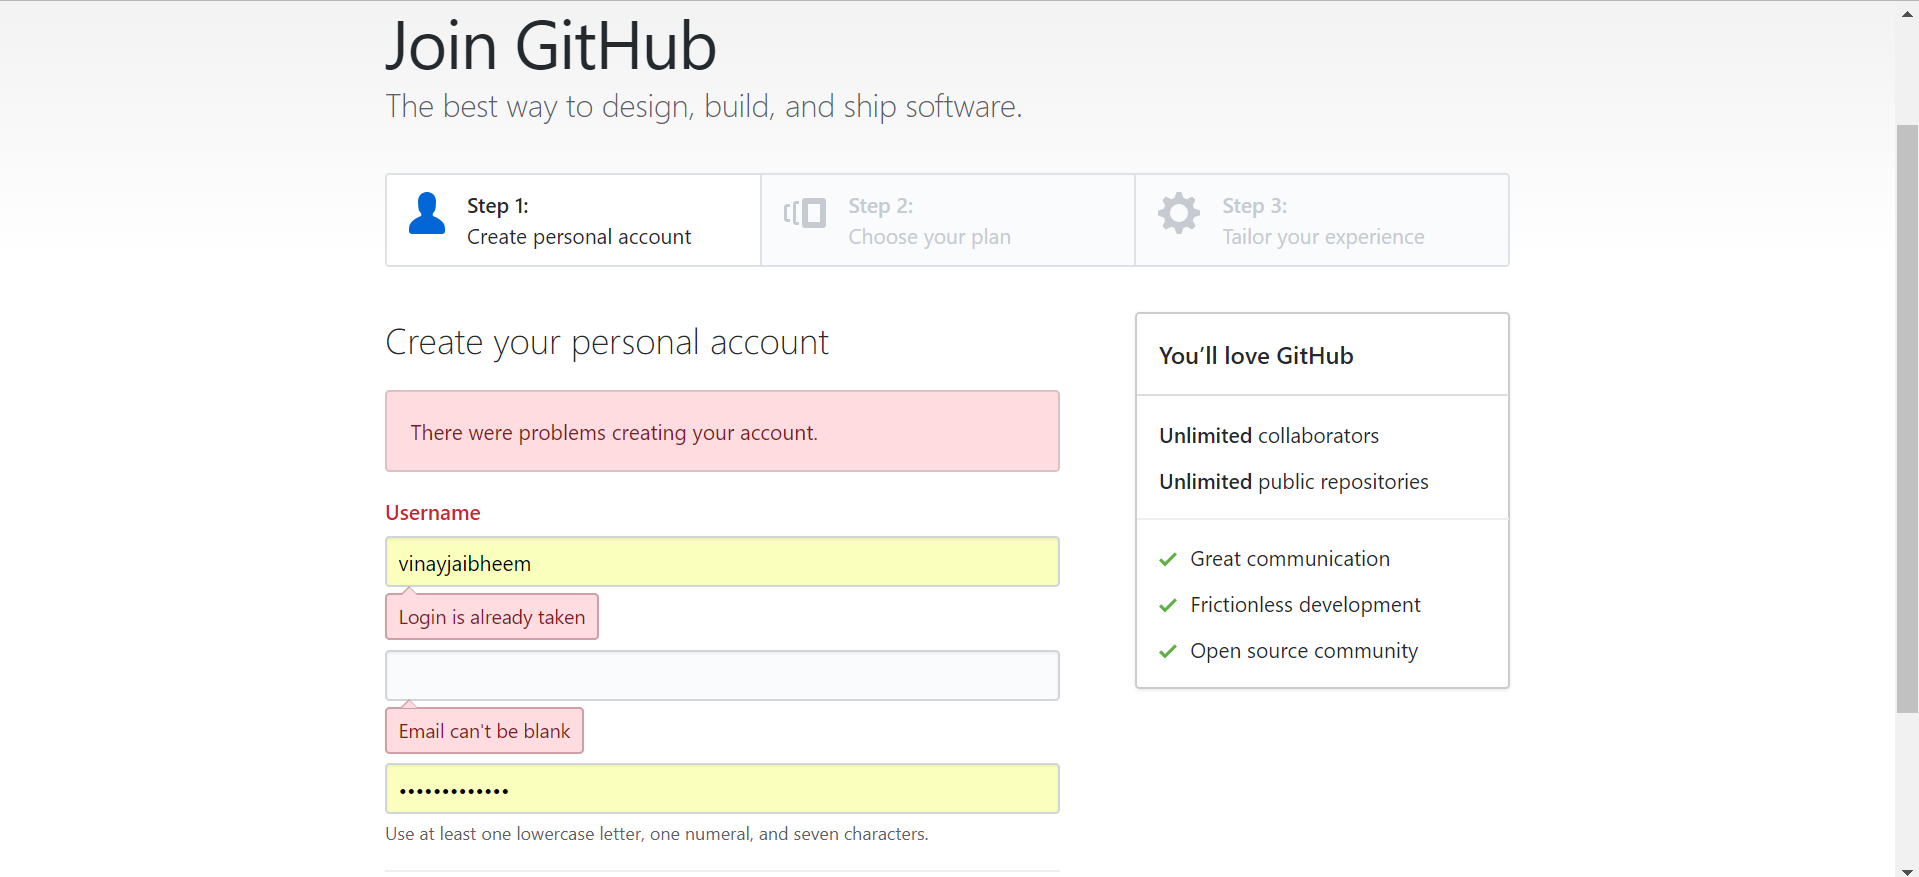 Join GitHub
The best way to design, build, and ship software.
Step 1:
Create personal account
Step 2:
Choose your plan
Step 3:
Tailor your experience
Create your personal account
There were problems creating your account.
Username
vinayjaibheem
Login is already taken
Email can't be blank
•••••••••••••
Use at least one lowercase letter, one numeral, and seven characters.
You’ll love GitHub
Unlimited collaborators
Unlimited public repositories
Great communication
Frictionless development
Open source community